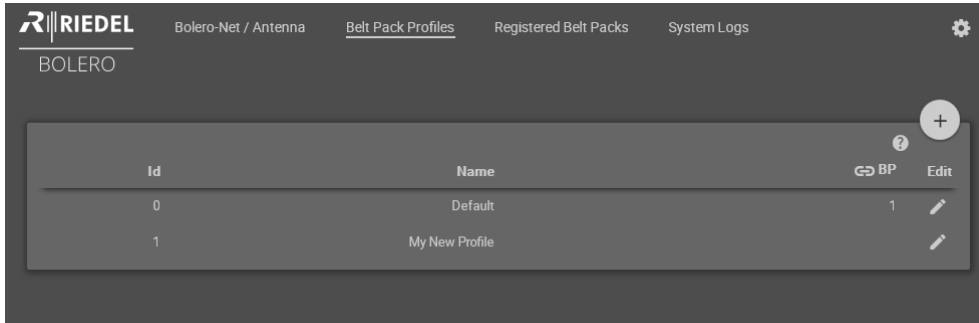 RIEDEL Bolero-Net / Antenna Belt Pack Profiles Registered Belt Packs System Logs
BOLERO
+
?
Id Name BP Edit
0 Default 1
1 My New Profile